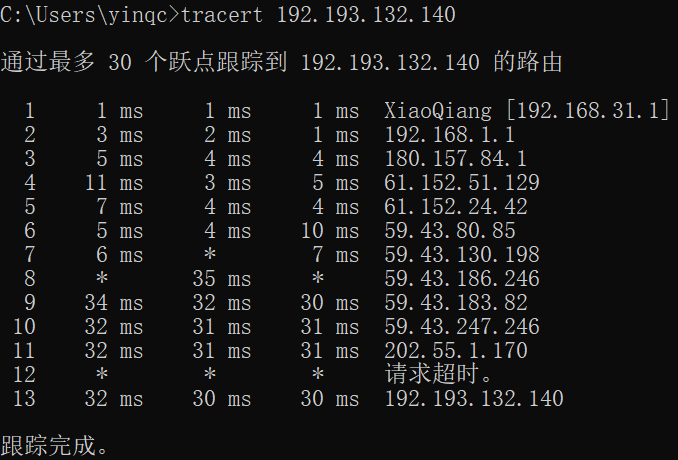 C:\Users\yinqc>tracert 192.193.132.140
通过最多 30 个跃点跟踪到 192.193.132.140 的路由
1 1 ms 1 ms 1 ms XiaoQiang [192.168.31.1]
2 3 ms 2 ms 1 ms 192.168.1.1
3 5 ms 4 ms 4 ms 180.157.84.1
4 11 ms 3 ms 5 ms 61.152.51.129
5 7 ms 4 ms 4 ms 61.152.24.42
6 5 ms 4 ms 10 ms 59.43.80.85
7 6 ms * 7 ms 59.43.130.198
8 * 35 ms * 59.43.186.246
9 34 ms 32 ms 30 ms 59.43.183.82
10 32 ms 31 ms 31 ms 59.43.247.246
11 32 ms 31 ms 31 ms 202.55.1.170
12 * * * 请求超时。
13 32 ms 30 ms 30 ms 192.193.132.140
跟踪完成。